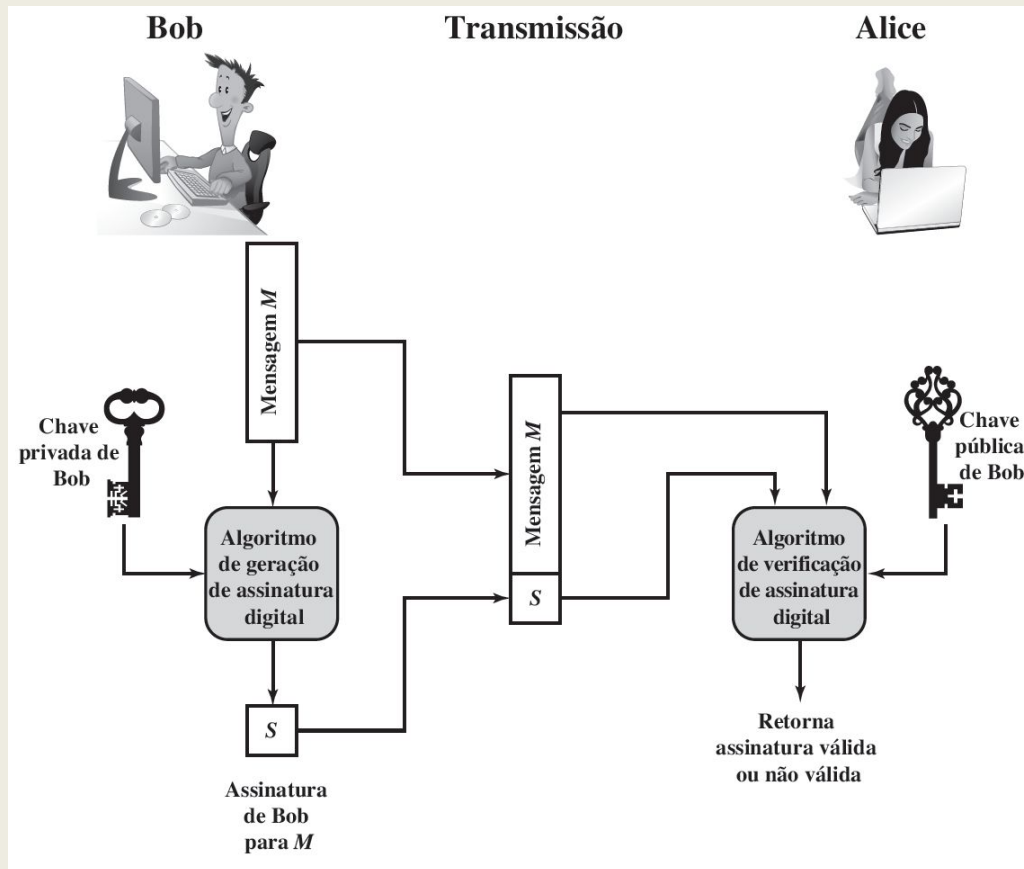 Bob
Transmissão
Alice
Mensagem M
Chave
privada de
Bob
Algoritmo
de geração
de assinatura
digital
S
Assinatura
de Bob
para M
Mensagem M
S
Chave
pública
de Bob
Algoritmo
de verificação
de assinatura
digital
Retorna
assinatura válida
ou não válida